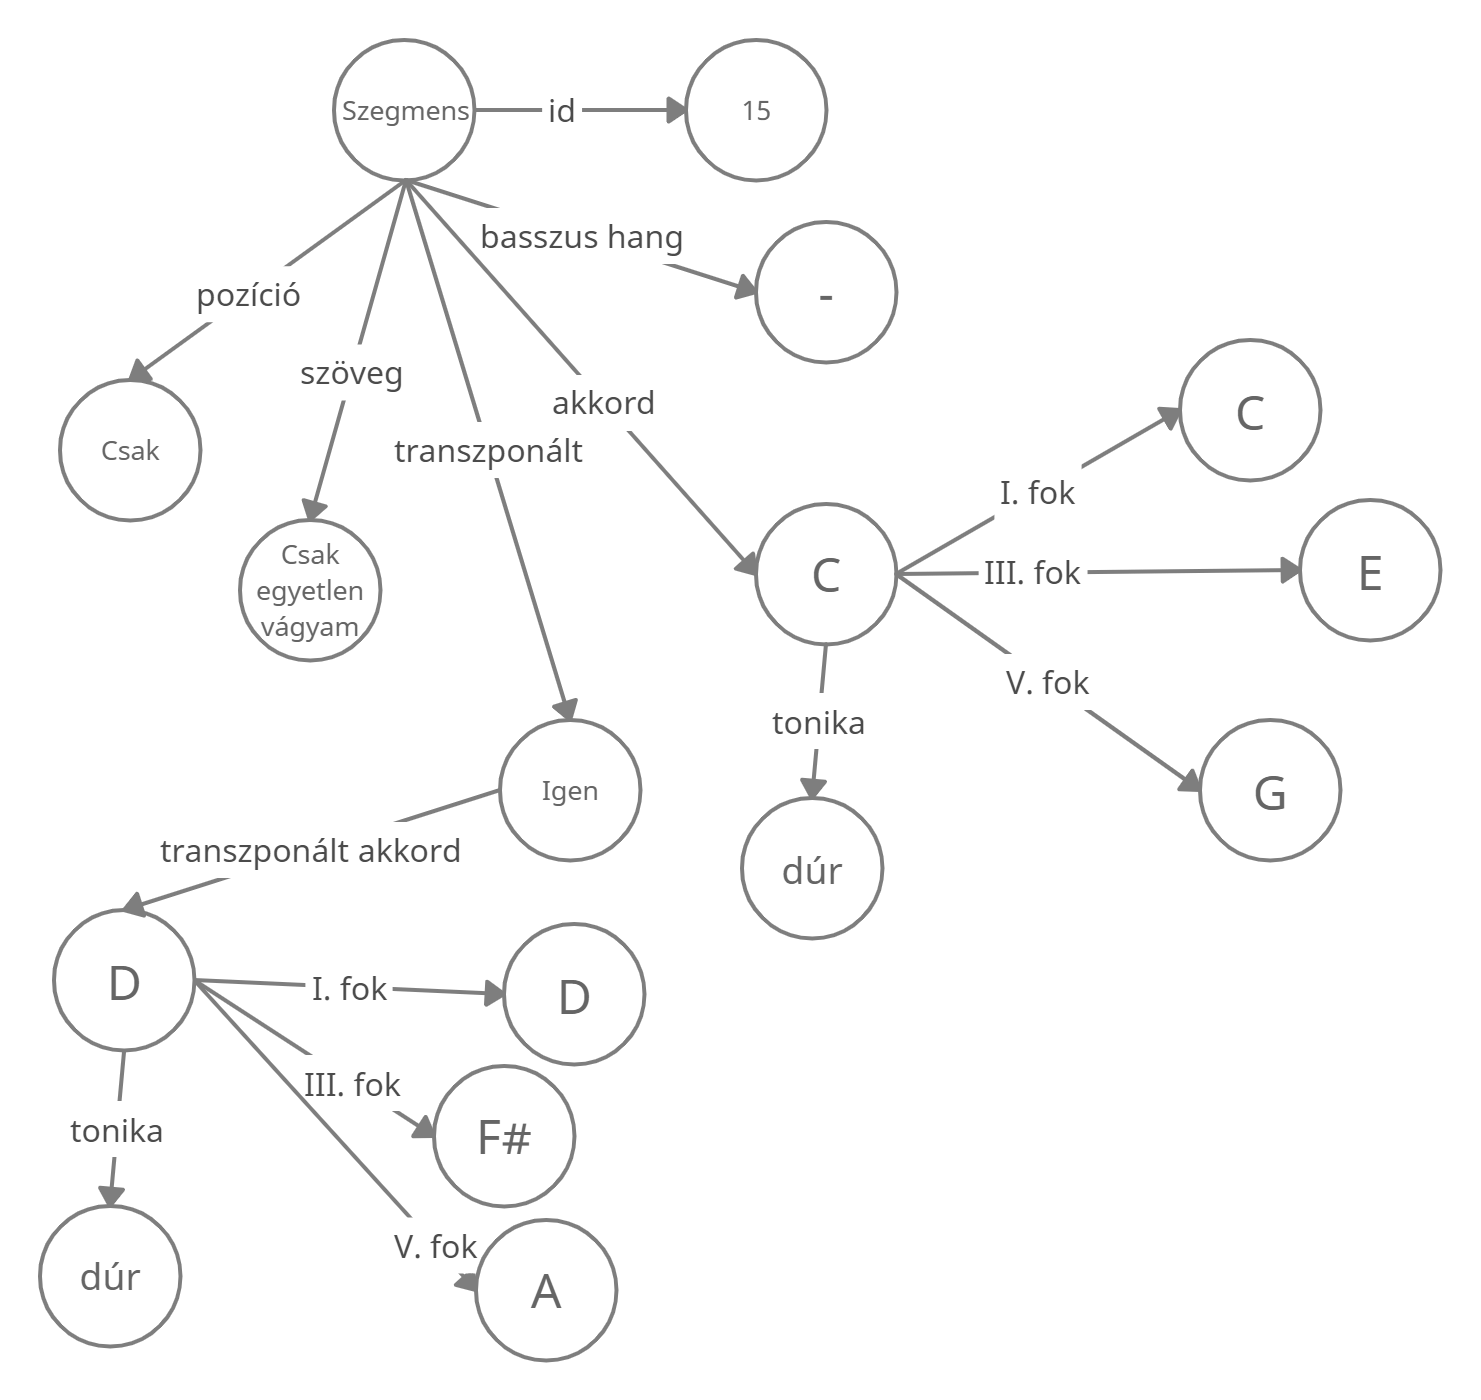 Szegmens
id
15
basszus hang
-
pozíció
Csak
szöveg
Csak
egyetlen
vágyam
transzponált
akkord
C
I. fok
C
III. fok
E
V. fok
G
tonika
dúr
Igen
transzponált akkord
D
I. fok
D
III. fok
F#
V. fok
A
tonika
dúr